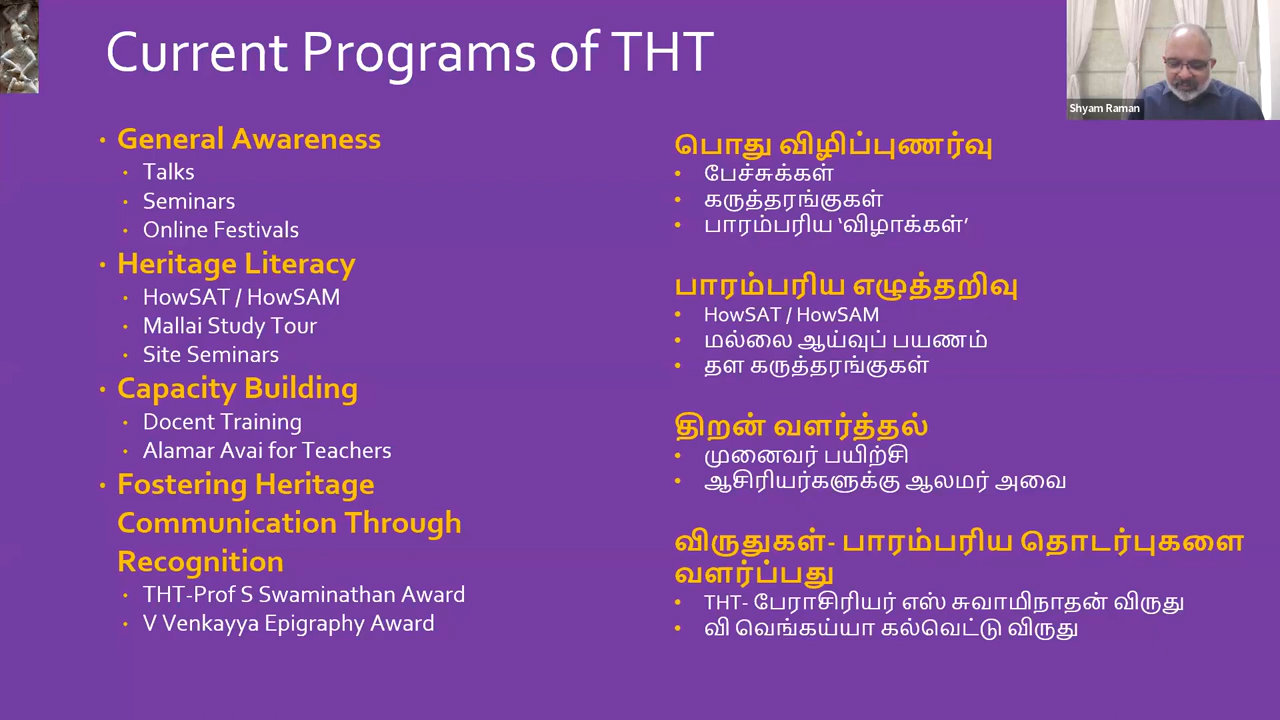 Current Programs of THT
Shyam Raman
• General Awareness
• Talks
• Seminars
• Online Festivals
• Heritage Literacy
• HowSAT / HowSAM
• Mallai Study Tour
• Site Seminars
• Capacity Building
• Docent Training
• Alamar Avai for Teachers
• Fostering Heritage
Communication Through
Recognition
• THT-Prof S Swaminathan Award
• V Venkayya Epigraphy Award
பொது விழிப்புணர்வு
• பேச்சுக்கள்
• கருத்தரங்குகள்
• பாரம்பரிய ‘விழாக்கள்’
பாரம்பரிய எழுத்தறிவு
• HowSAT / HowSAM
• மல்லை ஆய்வுப் பயணம்
• தள கருத்தரங்குகள்
திறன் வளர்த்தல்
• முனைவர் பயிற்சி
• ஆசிரியர்களுக்கு ஆலமர் அவை
விருதுகள்- பாரம்பரிய தொடர்புகளை
வளர்ப்பது
• THT- பேராசிரியர் எஸ் சுவாமிநாதன் விருது
• வி வெங்கய்யா கல்வெட்டு விருது